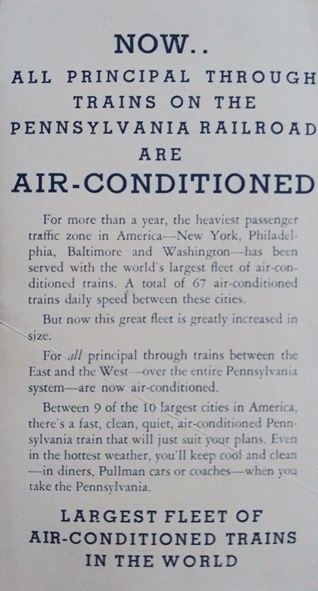 NOW..
ALL PRINCIPAL THROUGH
TRAINS ON THE
PENNSYLVANIA RAILROAD
ARE
AIR-CONDITIONED
For more than a year, the heaviest passenger
traffic zone in America—New York, Philadel-
phia, Baltimore and Washington—has been
served with the world's largest fleet of air-con-
ditioned trains. A total of 67 air-conditioned
trains daily speed between these cities.
But now this great fleet is greatly increased in
size.
For all principal through trains between the
East and the West—over the entire Pennsylvania
system—are now air-conditioned.
Between 9 of the 10 largest cities in America,
there's a fast, clean, quiet, air-conditioned Penn-
sylvania train that will just suit your plans. Even
in the hottest weather, you'll keep cool and clean
—in diners, Pullman cars or coaches—when you
take the Pennsylvania.
LARGEST FLEET OF
AIR-CONDITIONED TRAINS
IN THE WORLD